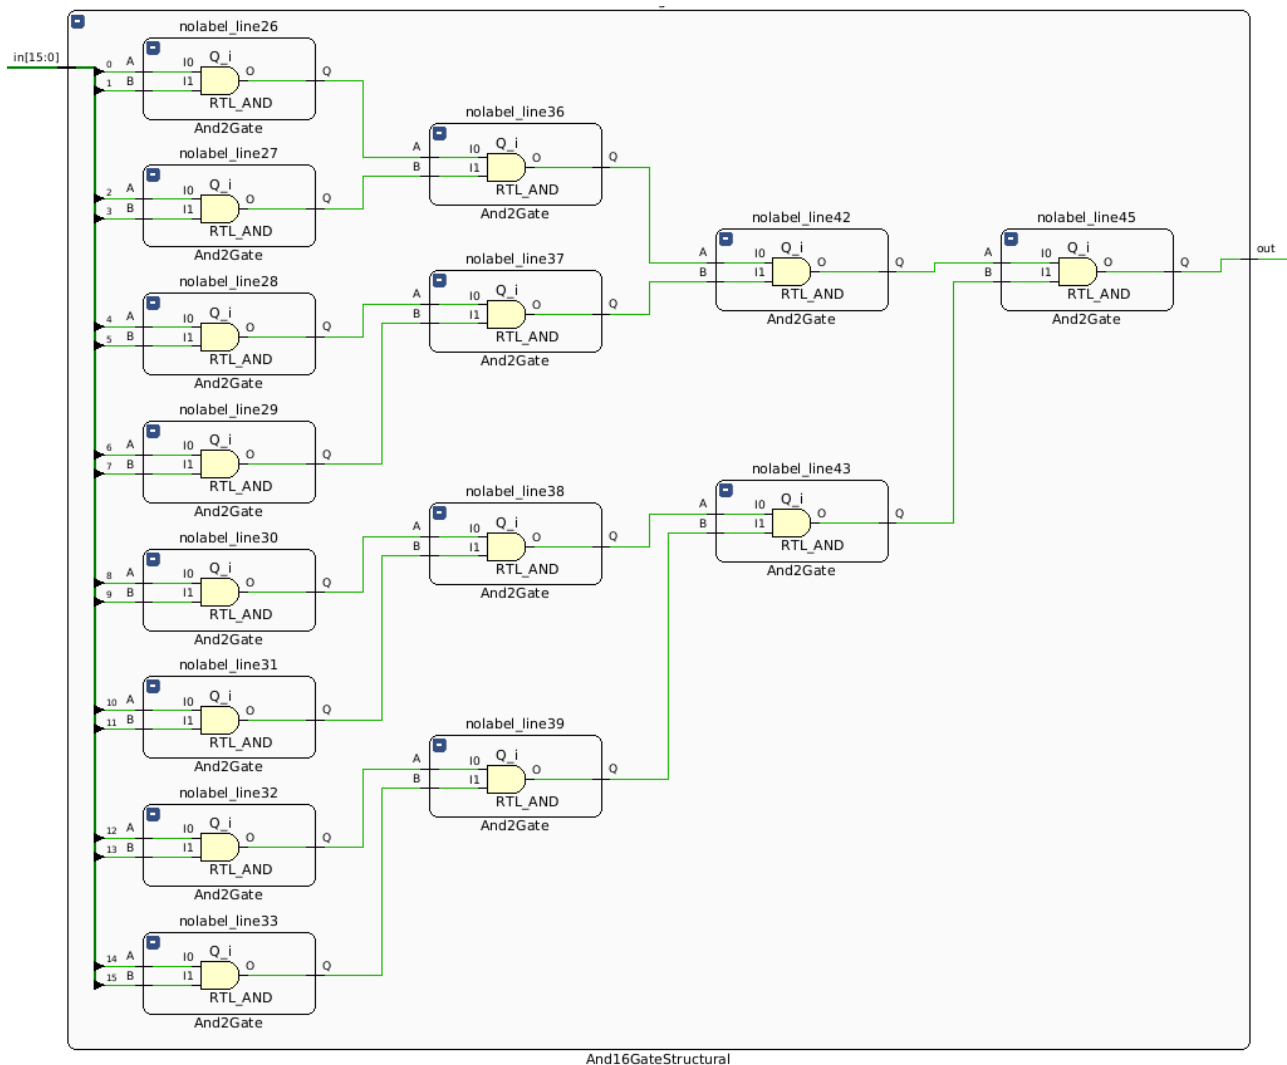 in[15:0]
nolabel_line26
0 A I0 Q_i O Q
1 B I1
RTL_AND
And2Gate
nolabel_line27
2 A I0 Q_i O Q
3 B I1
RTL_AND
And2Gate
nolabel_line28
4 A I0 Q_i O Q
5 B I1
RTL_AND
And2Gate
nolabel_line29
6 A I0 Q_i O Q
7 B I1
RTL_AND
And2Gate
nolabel_line30
8 A I0 Q_i O Q
9 B I1
RTL_AND
And2Gate
nolabel_line31
10 A I0 Q_i O Q
11 B I1
RTL_AND
And2Gate
nolabel_line32
12 A I0 Q_i O Q
13 B I1
RTL_AND
And2Gate
nolabel_line33
14 A I0 Q_i O Q
15 B I1
RTL_AND
And2Gate
nolabel_line36
A I0 Q_i O Q
B I1
RTL_AND
And2Gate
nolabel_line37
A I0 Q_i O Q
B I1
RTL_AND
And2Gate
nolabel_line38
A I0 Q_i O Q
B I1
RTL_AND
And2Gate
nolabel_line39
A I0 Q_i O Q
B I1
RTL_AND
And2Gate
nolabel_line42
A I0 Q_i O Q
B I1
RTL_AND
And2Gate
nolabel_line43
A I0 Q_i O Q
B I1
RTL_AND
And2Gate
nolabel_line45
A I0 Q_i O Q
B I1
RTL_AND
And2Gate
out
And16GateStructural